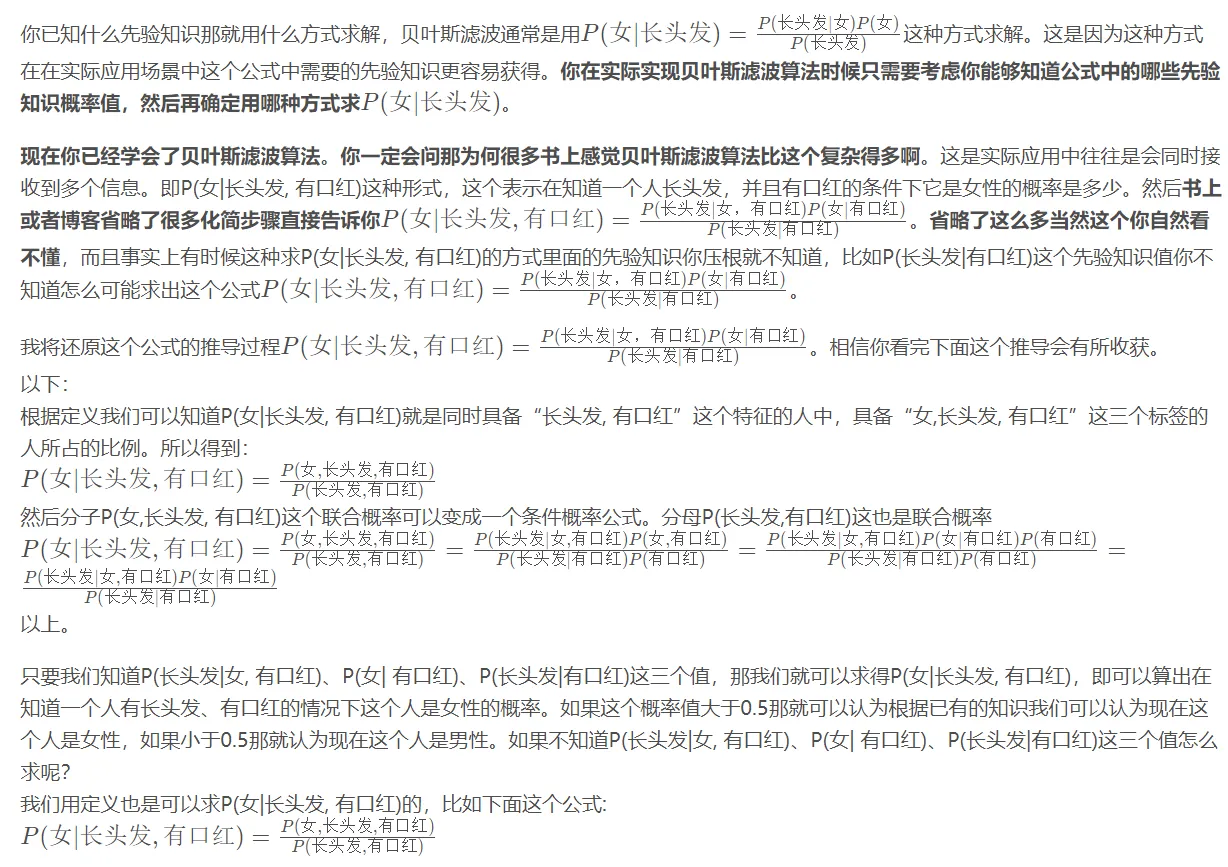 你已知什么先验知识那就用什么方式求解，贝叶斯滤波通常是用P(女|长头发) = P(长头发|女)P(女)/P(长头发)这种方式求解。这是因为这种方式
在在实际应用场景中这个公式中需要的先验知识更容易获得。你在实际实现贝叶斯滤波算法时候只需要考虑你能够知道公式中的哪些先验
知识概率值，然后再确定用哪种方式求P(女|长头发)。
现在你已经学会了贝叶斯滤波算法。你一定会问那为何很多书上感觉贝叶斯滤波算法比这个复杂得多啊。这是实际应用中往往是会同时接
收到多个信息。即P(女|长头发, 有口红)这种形式，这个表示在知道一个人长头发，并且有口红的条件下它是女性的概率是多少。然后书上
或者博客省略了很多化简步骤直接告诉你P(女|长头发, 有口红) = P(长头发|女，有口红)P(女|有口红)/P(长头发|有口红)。省略了这么多当然这个你自然看
不懂，而且事实上有时候这种求P(女|长头发, 有口红)的方式里面的先验知识你压根就不知道，比如P(长头发|有口红)这个先验知识值你不
知道怎么可能求出这个公式P(女|长头发, 有口红) = P(长头发|女，有口红)P(女|有口红)/P(长头发|有口红)。
我将还原这个公式的推导过程P(女|长头发, 有口红) = P(长头发|女，有口红)P(女|有口红)/P(长头发|有口红)。相信你看完下面这个推导会有所收获。
以下：
根据定义我们可以知道P(女|长头发, 有口红)就是同时具备“长头发, 有口红”这个特征的人中，具备“女,长头发, 有口红”这三个标签的
人所占的比例。所以得到：
P(女|长头发, 有口红) = P(女,长头发,有口红)/P(长头发,有口红)
然后分子P(女,长头发, 有口红)这个联合概率可以变成一个条件概率公式。分母P(长头发,有口红)这也是联合概率
P(女|长头发, 有口红) = P(女,长头发,有口红)/P(长头发,有口红) = P(长头发|女,有口红)P(女,有口红)/P(长头发|有口红)P(有口红) = P(长头发|女,有口红)P(女|有口红)P(有口红)/P(长头发|有口红)P(有口红) =
P(长头发|女,有口红)P(女|有口红)/P(长头发|有口红)
以上。
只要我们知道P(长头发|女, 有口红)、P(女| 有口红)、P(长头发|有口红)这三个值，那我们就可以求得P(女|长头发, 有口红)，即可以算出在
知道一个人有长头发、有口红的情况下这个人是女性的概率。如果这个概率值大于0.5那就可以认为根据已有的知识我们可以认为现在这
个人是女性，如果小于0.5那就认为现在这个人是男性。如果不知道P(长头发|女, 有口红)、P(女| 有口红)、P(长头发|有口红)这三个值怎么
求呢？
我们用定义也是可以求P(女|长头发, 有口红)的，比如下面这个公式:
P(女|长头发, 有口红) = P(女,长头发,有口红)/P(长头发,有口红)